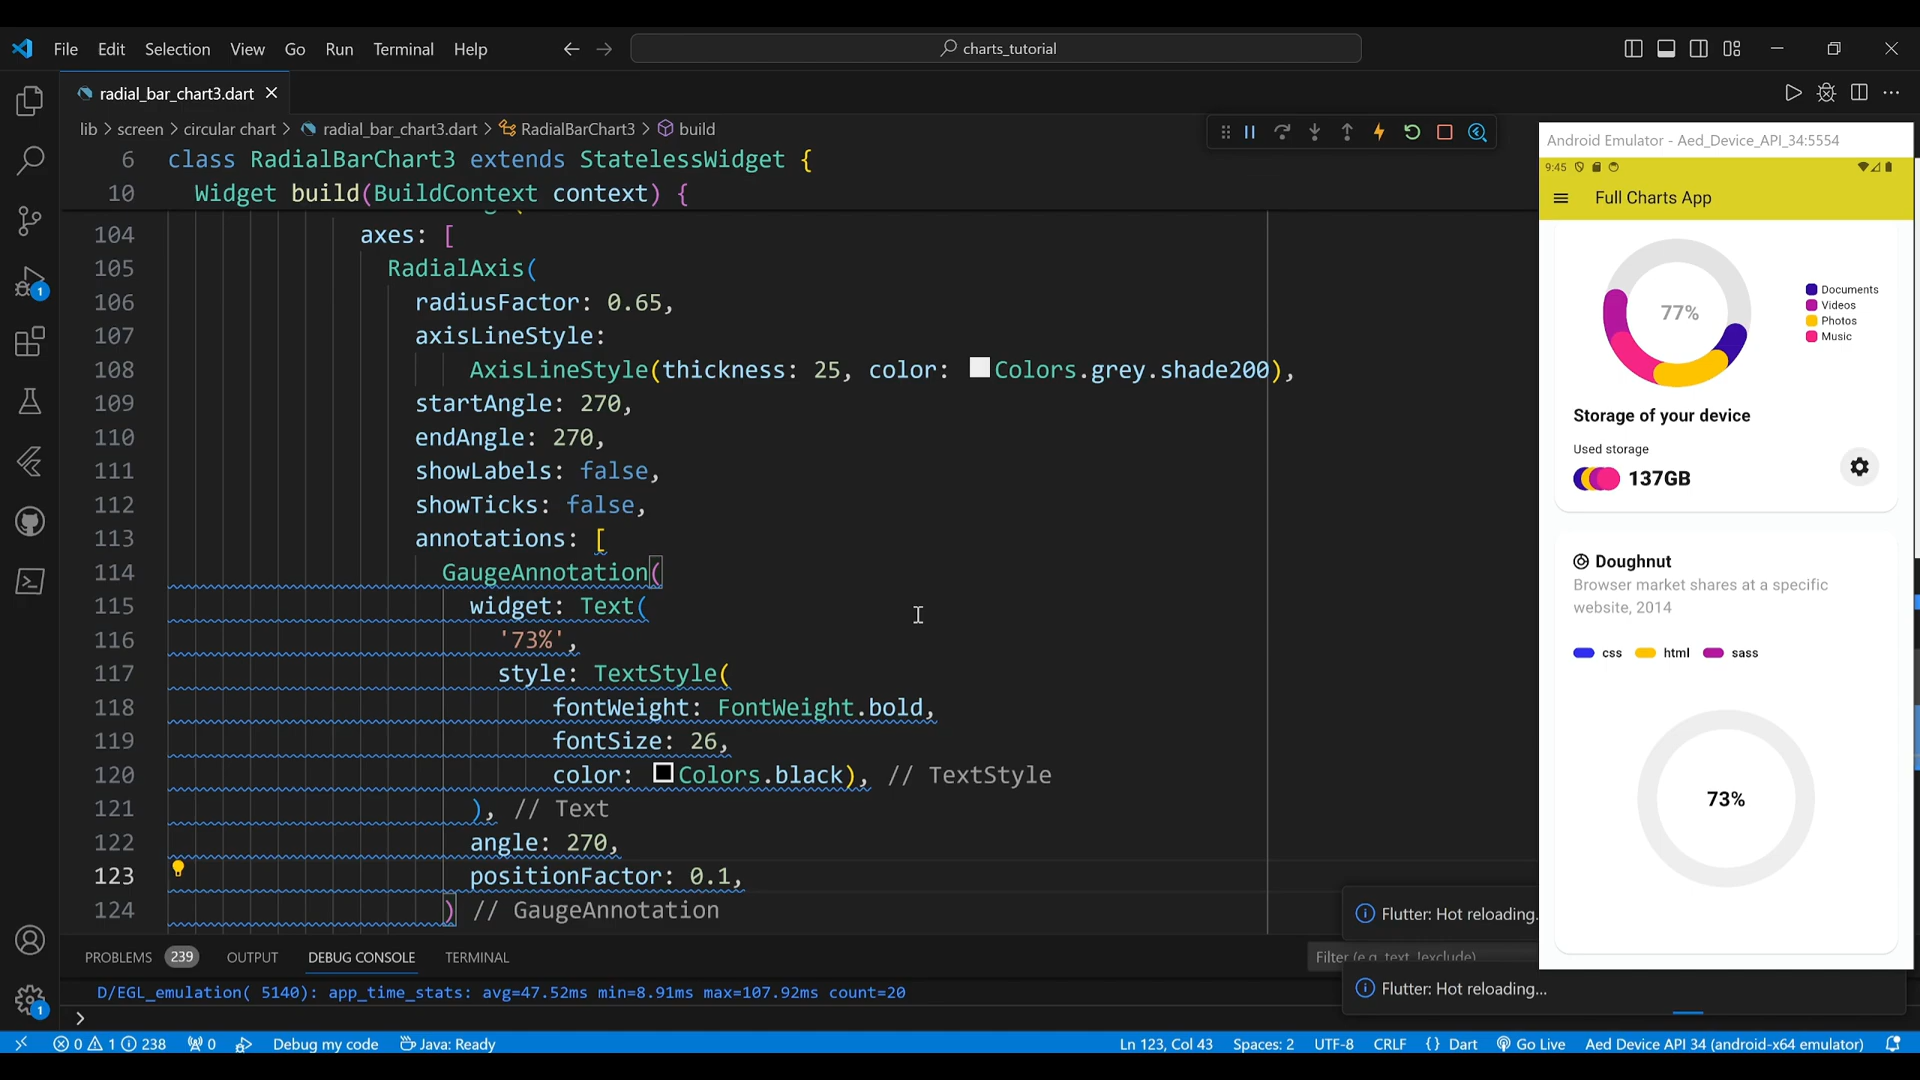 File Edit Selection View Go Run Terminal Help
charts_tutorial
radial_bar_chart3.dart
lib > screen > circular chart > radial_bar_chart3.dart > RadialBarChart3 > build
6 class RadialBarChart3 extends StatelessWidget {
10 Widget build(BuildContext context) {
104 axes: [
105 RadialAxis(
106 radiusFactor: 0.65,
107 axisLineStyle:
108 AxisLineStyle(thickness: 25, color: Colors.grey.shade200),
109 startAngle: 270,
110 endAngle: 270,
111 showLabels: false,
112 showTicks: false,
113 annotations: [
114 GaugeAnnotation(
115 widget: Text(
116 '73%',
117 style: TextStyle(
118 fontWeight: FontWeight.bold,
119 fontSize: 26,
120 color: Colors.black), // TextStyle
121 ), // Text
122 angle: 270,
123 positionFactor: 0.1,
124 ) // GaugeAnnotation
1
1
PROBLEMS 239 OUTPUT DEBUG CONSOLE TERMINAL
Filter (e.g. text, !exclude)
D/EGL_emulation( 5140): app_time_stats: avg=47.52ms min=8.91ms max=107.92ms count=20
>
Flutter: Hot reloading.
Flutter: Hot reloading...
0 1 238 0 Debug my code Java: Ready
Ln 123, Col 43 Spaces: 2 UTF-8 CRLF {} Dart Go Live Aed Device API 34 (android-x64 emulator)
Android Emulator - Aed_Device_API_34:5554
9:45
Full Charts App
77%
Documents
Videos
Photos
Music
Storage of your device
Used storage
137GB
Doughnut
Browser market shares at a specific
website, 2014
css html sass
73%